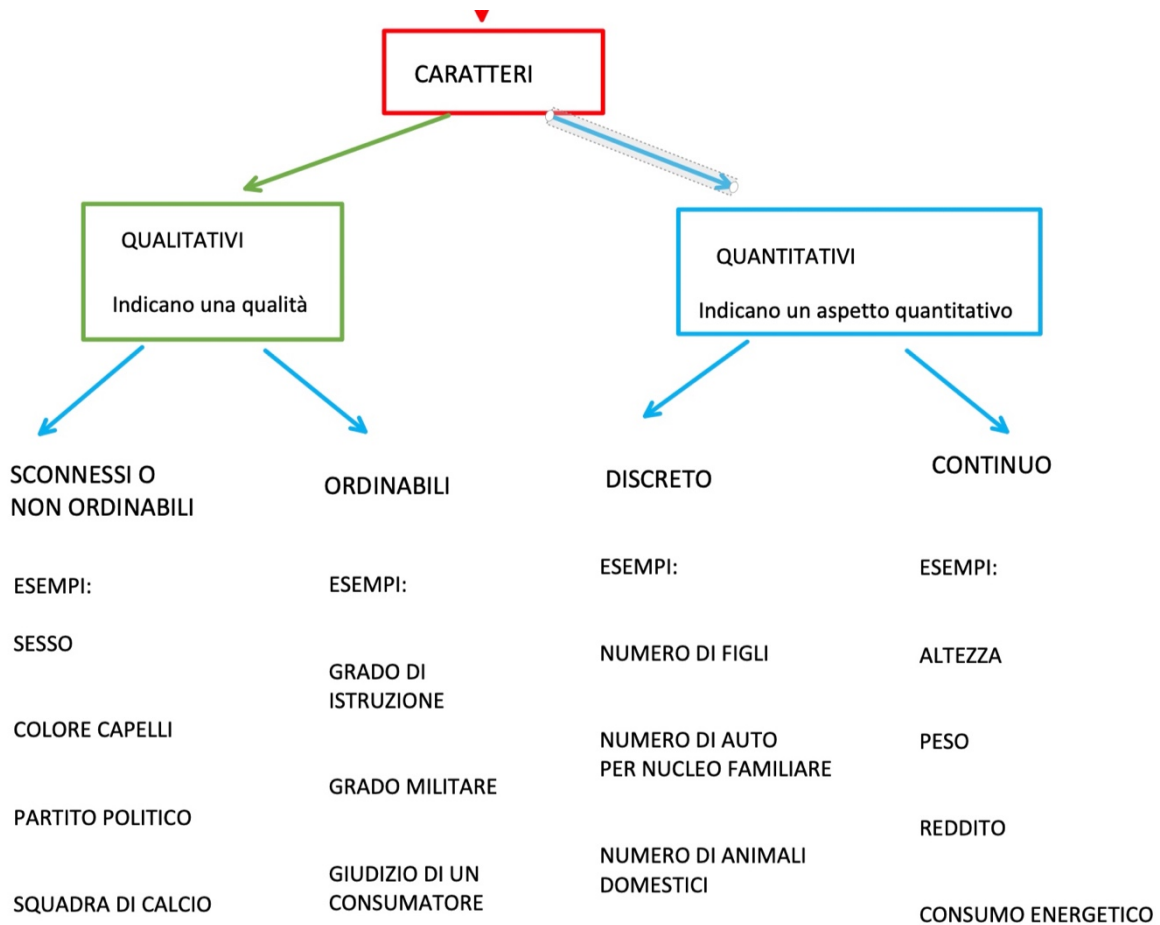 CARATTERI
QUALITATIVI
Indicano una qualità
QUANTITATIVI
Indicano un aspetto quantitativo
SCONNESSI O
NON ORDINABILI
ESEMPI:
SESSO
COLORE CAPELLI
PARTITO POLITICO
SQUADRA DI CALCIO
ORDINABILI
ESEMPI:
GRADO DI
ISTRUZIONE
GRADO MILITARE
GIUDIZIO DI UN
CONSUMATORE
DISCRETO
ESEMPI:
NUMERO DI FIGLI
NUMERO DI AUTO
PER NUCLEO FAMILIARE
NUMERO DI ANIMALI
DOMESTICI
CONTINUO
ESEMPI:
ALTEZZA
PESO
REDDITO
CONSUMO ENERGETICO